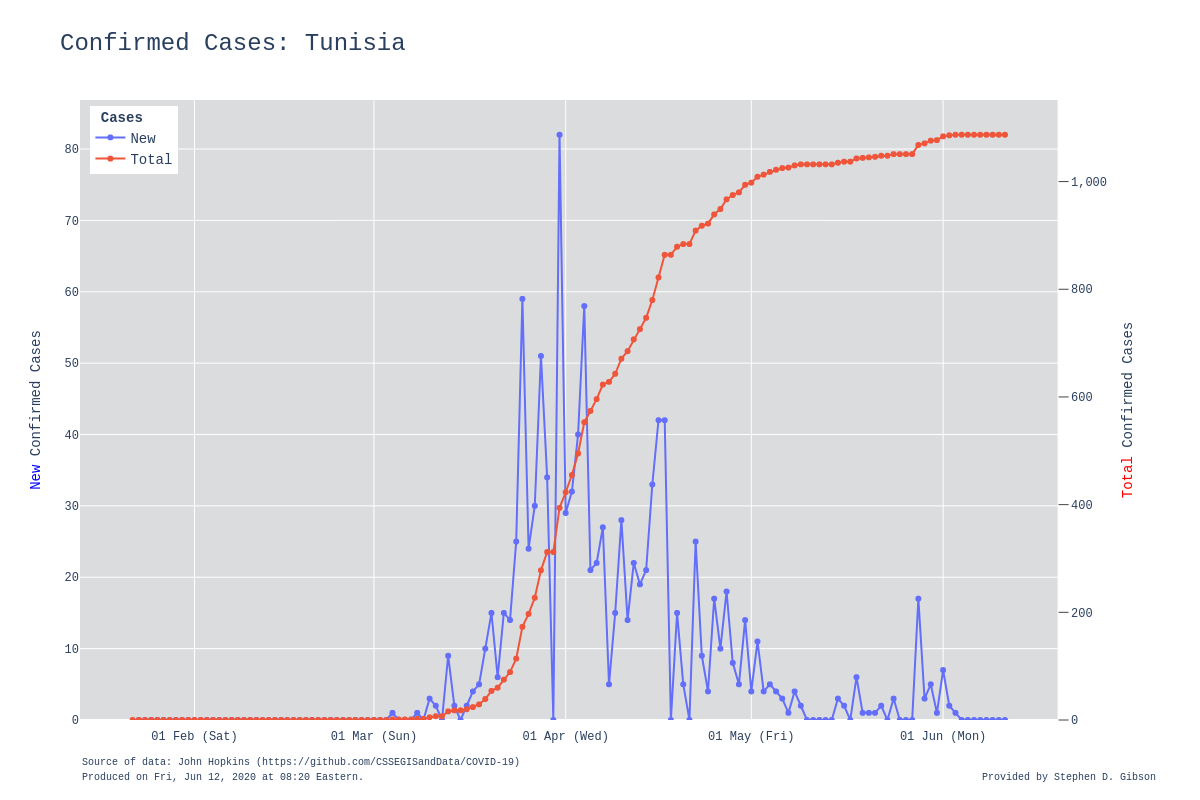 Confirmed Cases: Tunisia
Cases
New
Total
80
70
60
50
40
30
20
10
0
New Confirmed Cases
1,000
800
600
400
200
0
Total Confirmed Cases
01 Feb (Sat)
01 Mar (Sun)
01 Apr (Wed)
01 May (Fri)
01 Jun (Mon)
Source of data: John Hopkins (https://github.com/CSSEGISandData/COVID-19)
Produced on Fri, Jun 12, 2020 at 08:20 Eastern.
Provided by Stephen D. Gibson